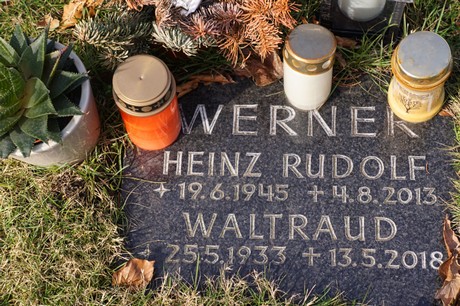 WERNER
HEINZ RUDOLF
19.6.1945 +4.8.2013
WALTRAUD
25.5.1933 +13.5.2018